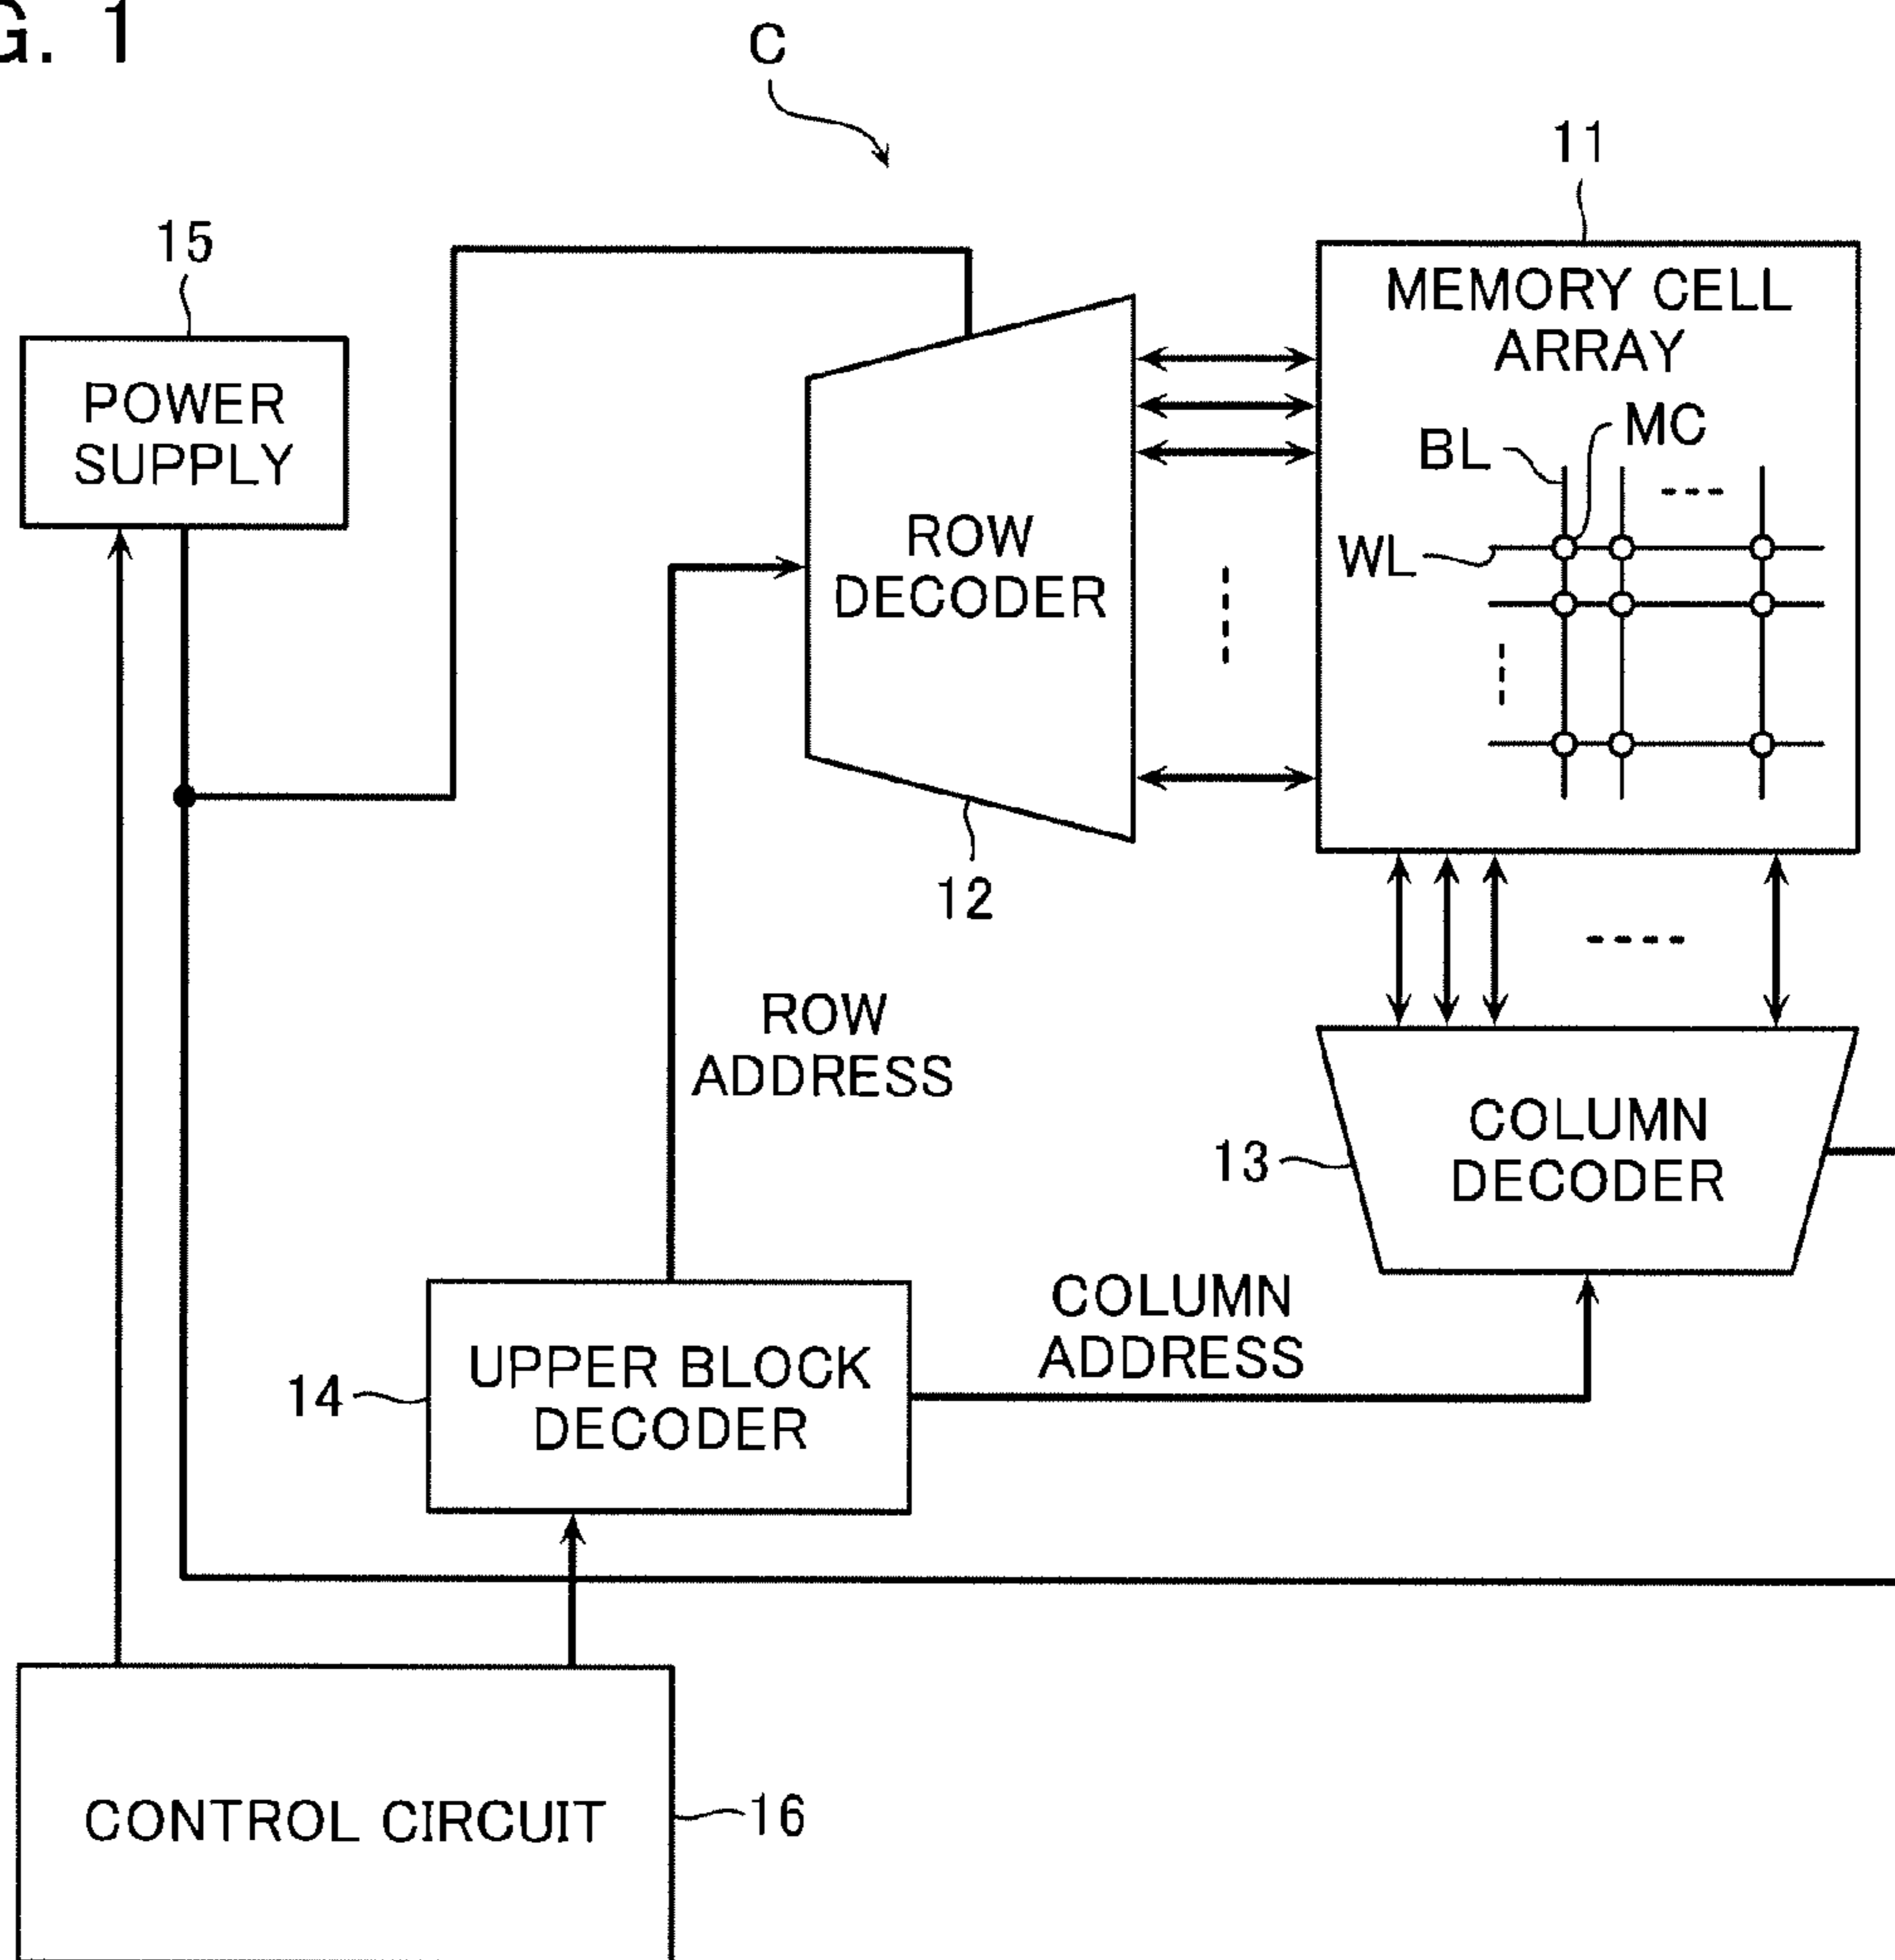 G. 1
C
11
15
MEMORY CELL
ARRAY
POWER
SUPPLY
MC
BL
WL
ROW
DECODER
12
ROW
ADDRESS
COLUMN
DECODER
13
COLUMN
ADDRESS
UPPER BLOCK
DECODER
14
CONTROL CIRCUIT
16